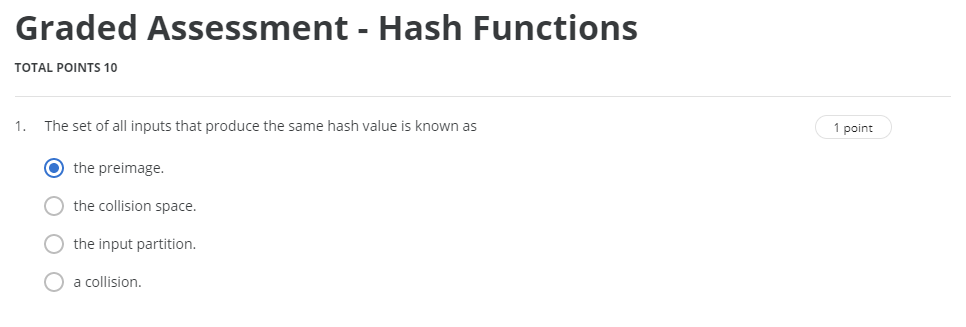 Graded Assessment - Hash Functions
TOTAL POINTS 10
1. The set of all inputs that produce the same hash value is known as
1 point
the preimage.
the collision space.
the input partition.
a collision.